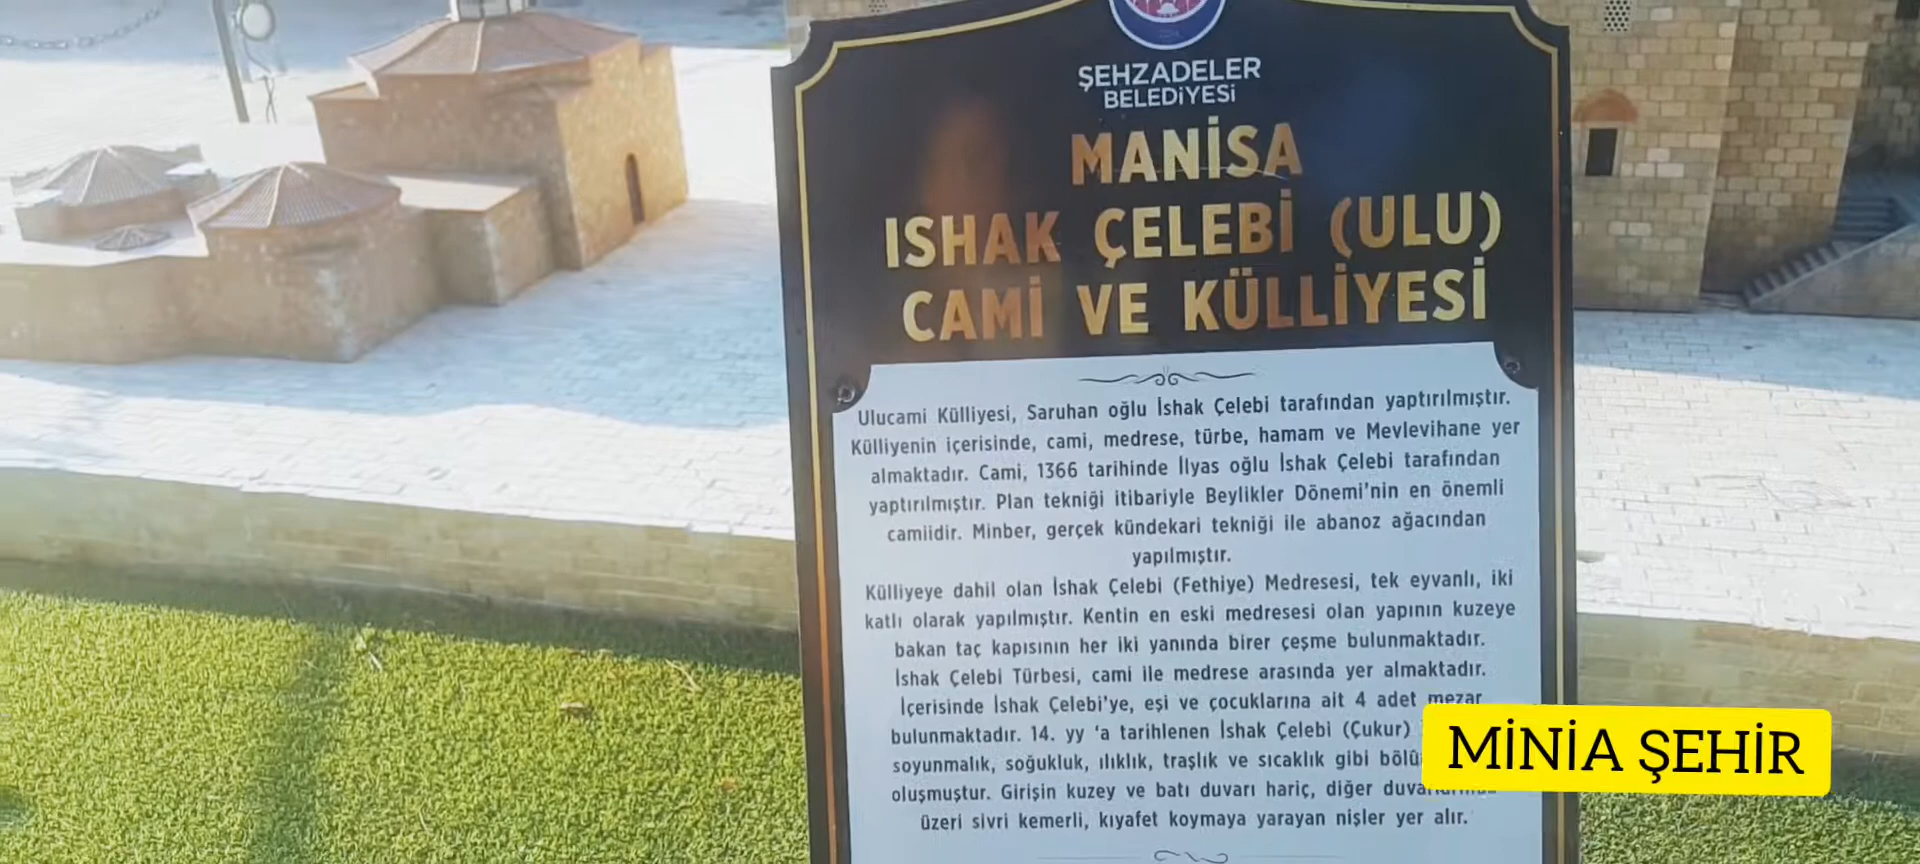 ŞEHZADELER
BELEDİYESİ
MANİSA
ISHAK ÇELEBİ (ULU)
CAMİ VE KÜLLİYESİ
Ulucami Külliyesi, Saruhan oğlu İshak Çelebi tarafından yaptırılmıştır.
Külliyenin içerisinde, cami, medrese, türbe, hamam ve Mevlevihane yer
almaktadır. Cami, 1366 tarihinde İlyas oğlu İshak Çelebi tarafından
yaptırılmıştır. Plan tekniği itibariyle Beylikler Dönemi'nin en önemli
camiidir. Minber, gerçek kündekari tekniği ile abanoz ağacından
yapılmıştır.
Külliyeye dahil olan İshak Çelebi (Fethiye) Medresesi, tek eyvanlı, iki
katlı olarak yapılmıştır. Kentin en eski medresesi olan yapının kuzeye
bakan taç kapısının her iki yanında birer çeşme bulunmaktadır.
İshak Çelebi Türbesi, cami ile medrese arasında yer almaktadır.
İçerisinde İshak Çelebi'ye, eşi ve çocuklarına ait 4 adet mezar
bulunmaktadır. 14. yy 'a tarihlenen İshak Çelebi (Çukur)
soyunmalık, soğukluk, ılıklık, traşlık ve sıcaklık gibi
oluşmuştur. Girişin kuzey ve batı duvarı hariç, diğer
üzeri sivri kemerli, kıyafet koymaya yarayan nişler yer alır.
MİNİA ŞEHİR